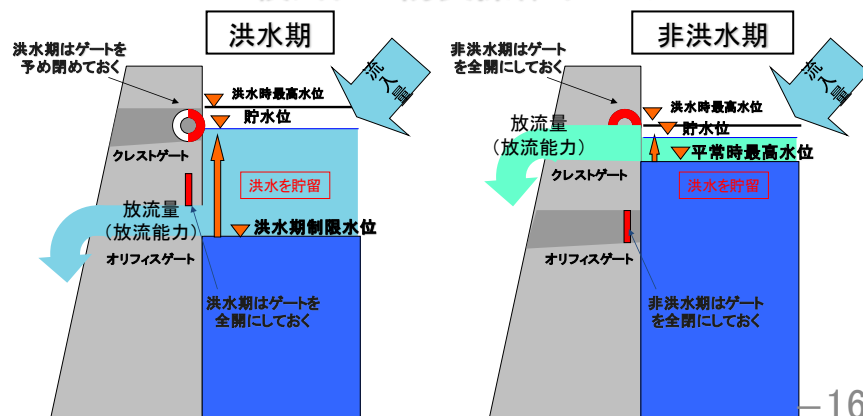 洪水期
洪水期はゲートを
予め閉めておく
流入量
洪水時最高水位
貯水位
クレストゲート
洪水を貯留
放流量
(放流能力)
洪水期制限水位
オリフィスゲート
洪水期はゲートを
全開にしておく
非洪水期
非洪水期はゲート
を全開にしておく
流入量
洪水時最高水位
貯水位
放流量
(放流能力)
平常時最高水位
クレストゲート
洪水を貯留
オリフィスゲート
非洪水期はゲート
を全閉にしておく
-16